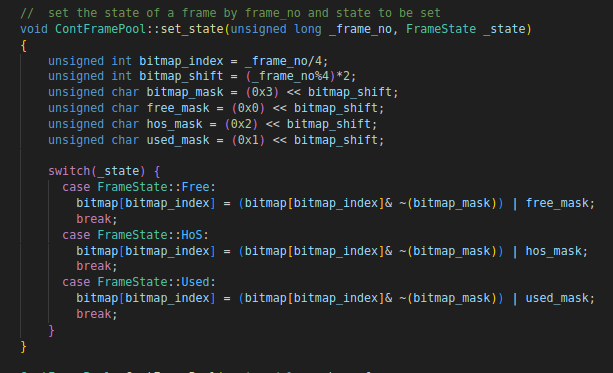 //  set the state of a frame by frame_no and state to be set
void ContFramePool::set_state(unsigned long _frame_no, FrameState _state)
{
    unsigned int bitmap_index = _frame_no/4;
    unsigned int bitmap_shift = (_frame_no%4)*2;
    unsigned char bitmap_mask = (0x3) << bitmap_shift;
    unsigned char free_mask = (0x0) << bitmap_shift;
    unsigned char hos_mask = (0x2) << bitmap_shift;
    unsigned char used_mask = (0x1) << bitmap_shift;

    switch(_state) {
      case FrameState::Free:
        bitmap[bitmap_index] = (bitmap[bitmap_index]& ~(bitmap_mask)) | free_mask;
        break;
      case FrameState::HoS:
        bitmap[bitmap_index] = (bitmap[bitmap_index]& ~(bitmap_mask)) | hos_mask;
        break;
      case FrameState::Used:
        bitmap[bitmap_index] = (bitmap[bitmap_index]& ~(bitmap_mask)) | used_mask;
        break;
    }
}